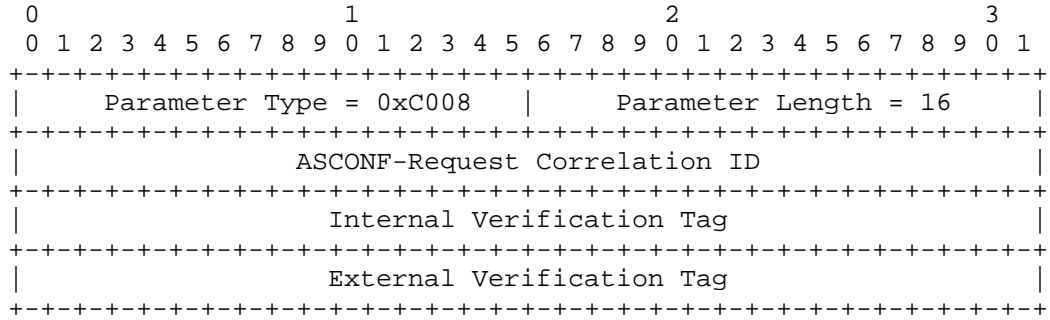 0                   1                   2                   3
 0 1 2 3 4 5 6 7 8 9 0 1 2 3 4 5 6 7 8 9 0 1 2 3 4 5 6 7 8 9 0 1
+-+-+-+-+-+-+-+-+-+-+-+-+-+-+-+-+-+-+-+-+-+-+-+-+-+-+-+-+-+-+-+-+
|     Parameter Type = 0xC008   |     Parameter Length = 16     |
+-+-+-+-+-+-+-+-+-+-+-+-+-+-+-+-+-+-+-+-+-+-+-+-+-+-+-+-+-+-+-+-+
|                 ASCONF-Request Correlation ID                 |
+-+-+-+-+-+-+-+-+-+-+-+-+-+-+-+-+-+-+-+-+-+-+-+-+-+-+-+-+-+-+-+-+
|                   Internal Verification Tag                   |
+-+-+-+-+-+-+-+-+-+-+-+-+-+-+-+-+-+-+-+-+-+-+-+-+-+-+-+-+-+-+-+-+
|                   External Verification Tag                   |
+-+-+-+-+-+-+-+-+-+-+-+-+-+-+-+-+-+-+-+-+-+-+-+-+-+-+-+-+-+-+-+-+